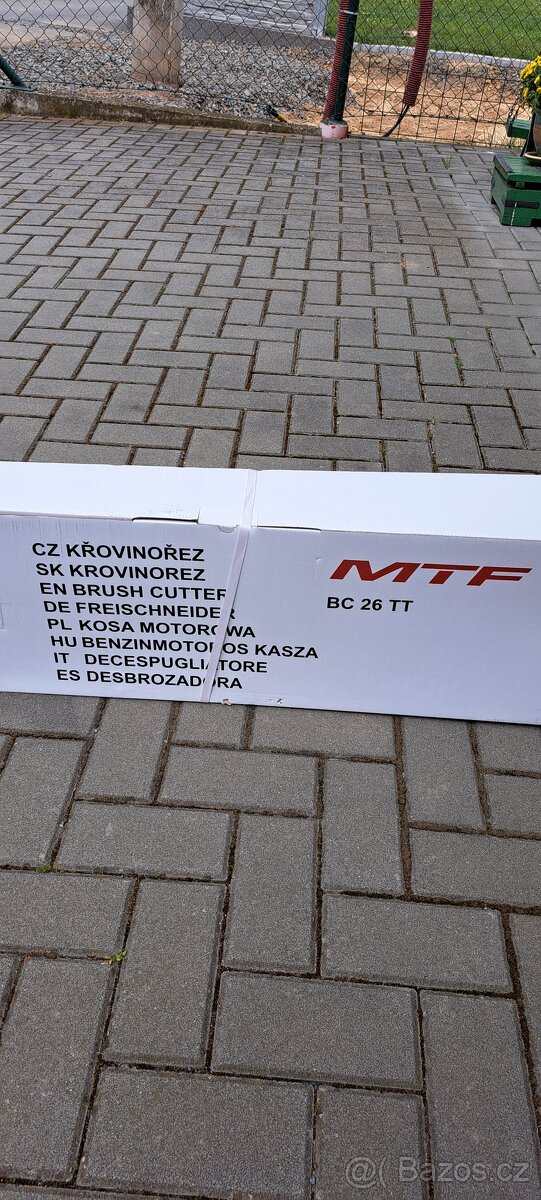 CZ KŘOVINOŘEZ
SK KROVINOREZ
EN BRUSH CUTTER
DE FREISCHNEIDER
PL KOSA MOTOROWA
HU BENZINMOTOROS KASZA
IT DECESPUGLIATORE
ES DESBROZADORA
MTF
BC 26 TT
@ Bazos.cz